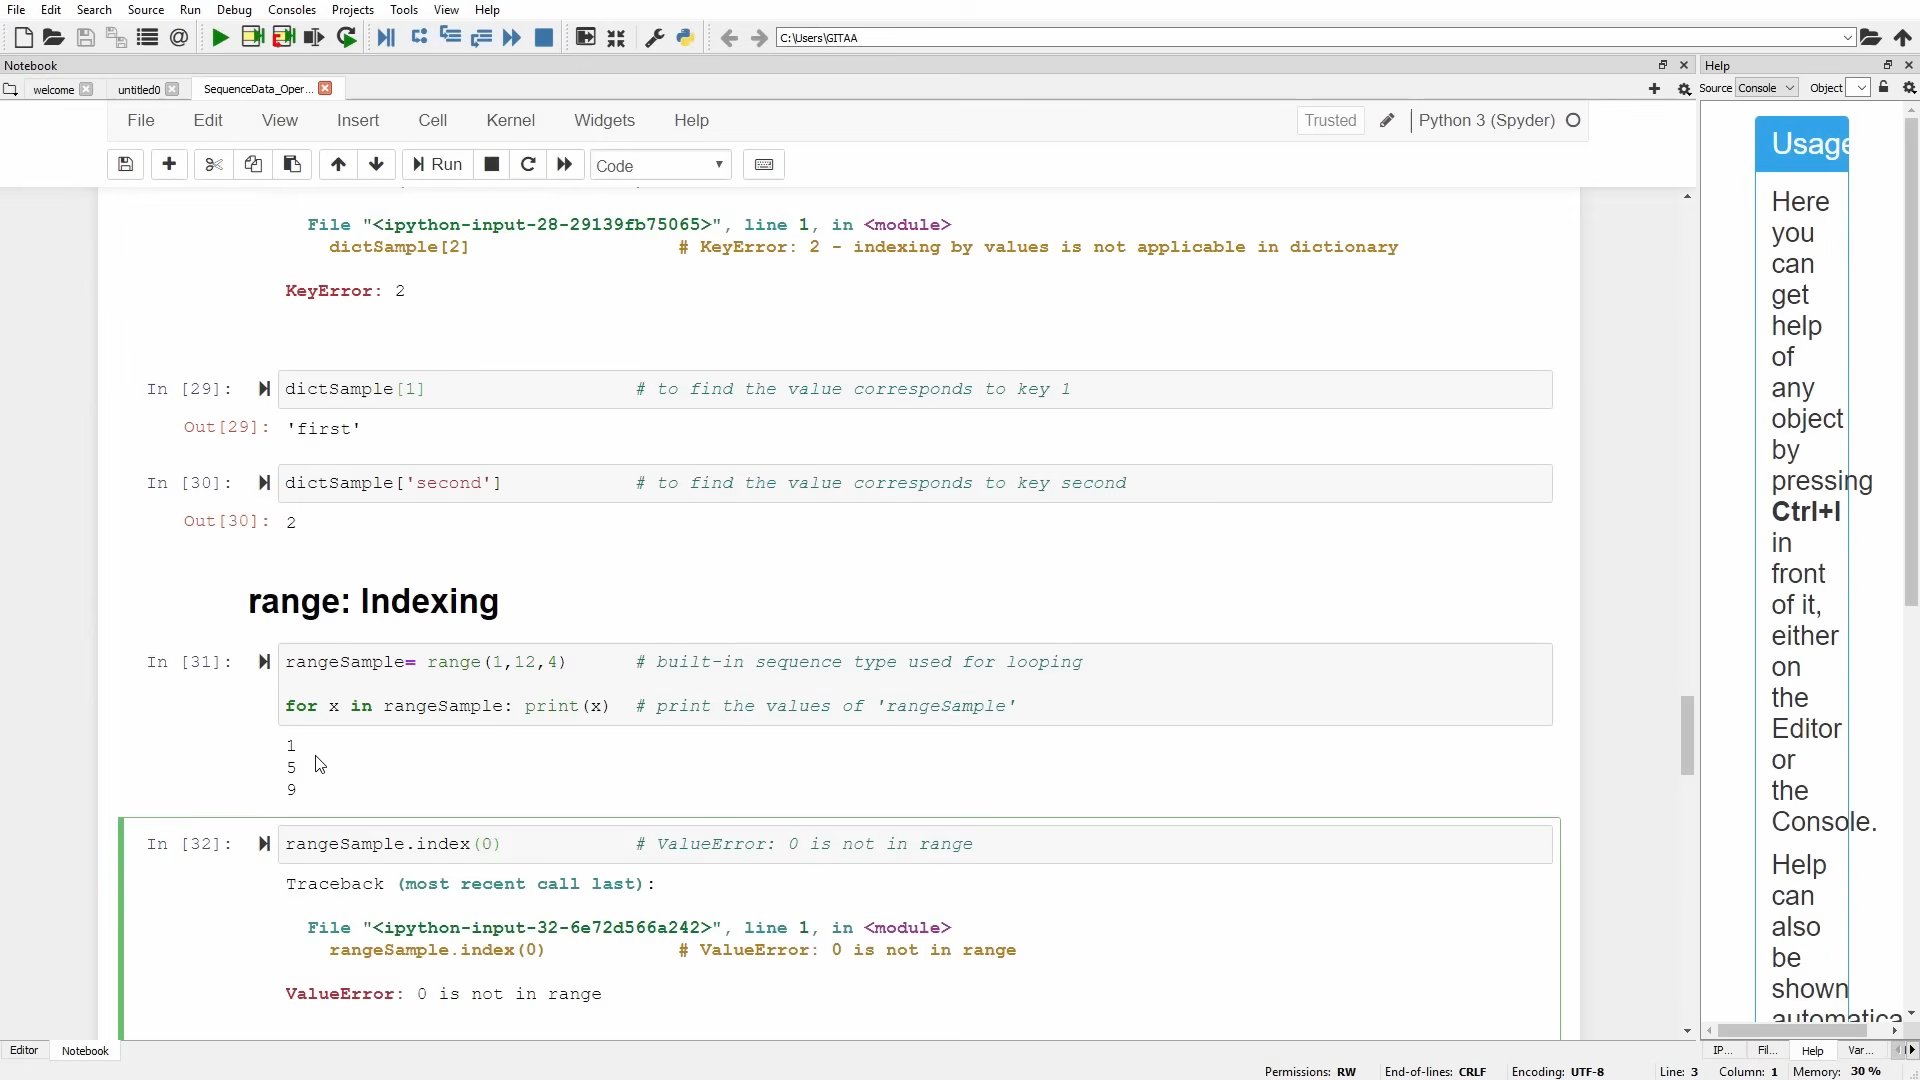 File Edit Search Source Run Debug Consoles Projects Tools View Help
C:\Users\GITAA
Notebook
Help
welcome untitled0 SequenceData_Oper...
Source Console Object
File Edit View Insert Cell Kernel Widgets Help
Trusted Python 3 (Spyder)
Run Code
File "<ipython-input-28-29139fb75065>", line 1, in <module>
dictSample[2] # KeyError: 2 - indexing by values is not applicable in dictionary
KeyError: 2
In [29]: dictSample[1] # to find the value corresponds to key 1
Out[29]: 'first'
In [30]: dictSample['second'] # to find the value corresponds to key second
Out[30]: 2
range: Indexing
In [31]: rangeSample= range(1,12,4) # built-in sequence type used for looping
for x in rangeSample: print(x) # print the values of 'rangeSample'
1
5
9
In [32]: rangeSample.index(0) # ValueError: 0 is not in range
Traceback (most recent call last):
File "<ipython-input-32-6e72d566a242>", line 1, in <module>
rangeSample.index(0) # ValueError: 0 is not in range
ValueError: 0 is not in range
Usage
Here
you
can
get
help
of
any
object
by
pressing
Ctrl+I
in
front
of it,
either
on
the
Editor
or
the
Console.
Help
can
also
be
shown
automatica
Editor Notebook
IP... Fil... Help Var...
Permissions: RW End-of-lines: CRLF Encoding: UTF-8 Line: 3 Column: 1 Memory: 30 %